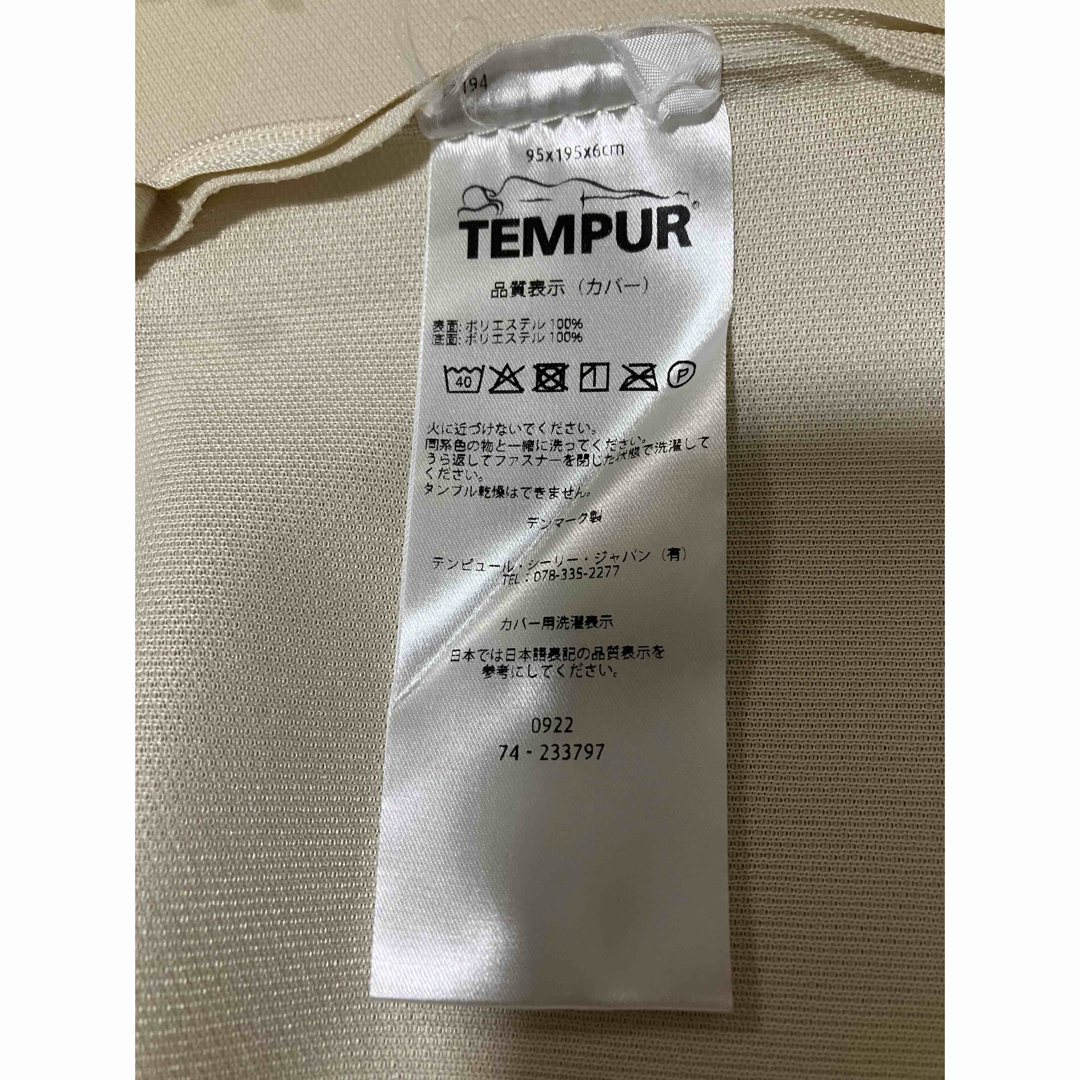 194
95x195x6cm
TEMPUR®
品質表示（カバー）
表面: ポリエステル 100%
底面: ポリエステル 100%
40
P
火に近づけないでください。
同系色の物と一緒に洗ってください。
うら返してファスナーを閉じた状態で洗濯して
ください。
タンブル乾燥はできません。
デンマーク製
テンピュール・シーリー・ジャパン（有）
TEL：078-335-2277
カバー用洗濯表示
日本では日本語表記の品質表示を
参考にしてください。
0922
74 - 233797